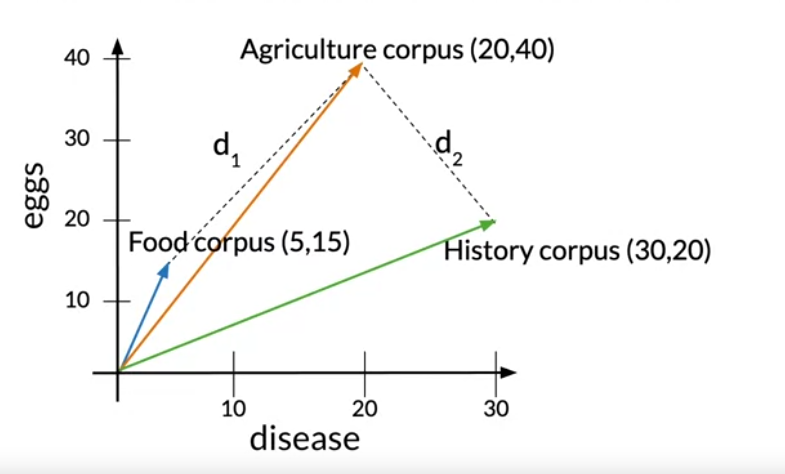 40
Agriculture corpus (20,40)
30
d1
d2
eggs
20
Food corpus (5,15)
History corpus (30,20)
10
10
20
30
disease